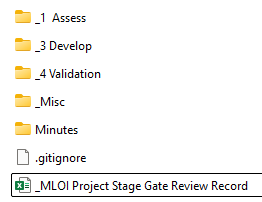 _1 Assess
_3 Develop
_4 Validation
_Misc
Minutes
.gitignore
_MLOI Project Stage Gate Review Record